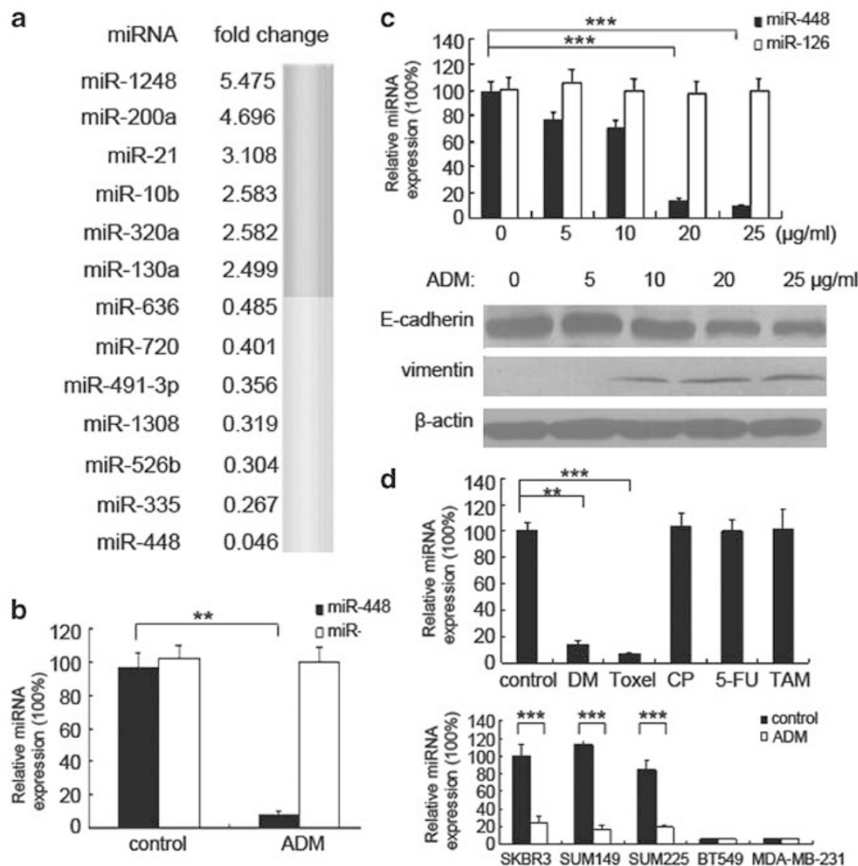 a
miRNA fold change
miR-1248 5.475
miR-200a 4.696
miR-21 3.108
miR-10b 2.583
miR-320a 2.582
miR-130a 2.499
miR-636 0.485
miR-720 0.401
miR-491-3p 0.356
miR-1308 0.319
miR-526b 0.304
miR-335 0.267
miR-448 0.046
b
Relative miRNA
expression (100%)
120
100
80
60
40
20
0
**
miR-448
miR-
control ADM
c
Relative miRNA
expression (100%)
140
120
100
80
60
40
20
0
***
***
miR-448
miR-126
0 5 10 20 25 (μg/ml)
ADM: 0 5 10 20 25 μg/ml
E-cadherin
vimentin
β-actin
d
Relative miRNA
expression (100%)
140
120
100
80
60
40
20
0
***
**
control DM Toxel CP 5-FU TAM
Relative miRNA
expression (100%)
140
120
100
80
60
40
20
0
*** *** ***
control
ADM
SKBR3 SUM149 SUM225 BT549 MDA-MB-231